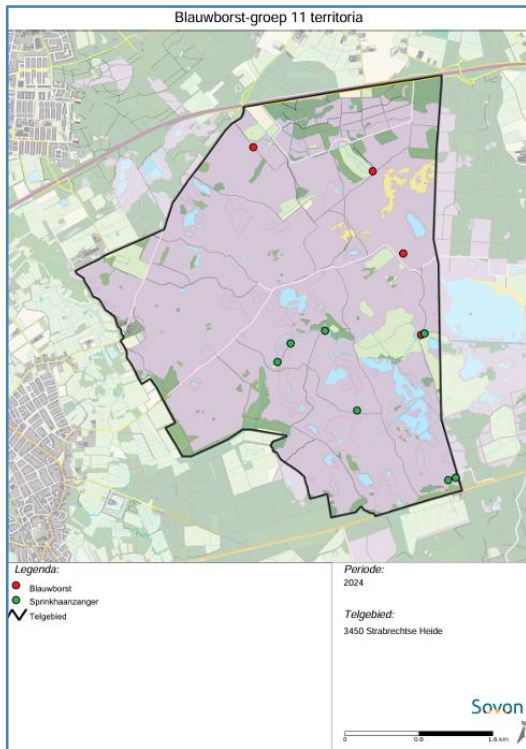 Blauwborst-groep 11 territoria
Legenda:
Blauwborst
Sprinkhaanzanger
Telgebied
Periode:
2024
Telgebied:
3450 Strabrechtse Heide
Sovon
N
0 0.8 1.6 km